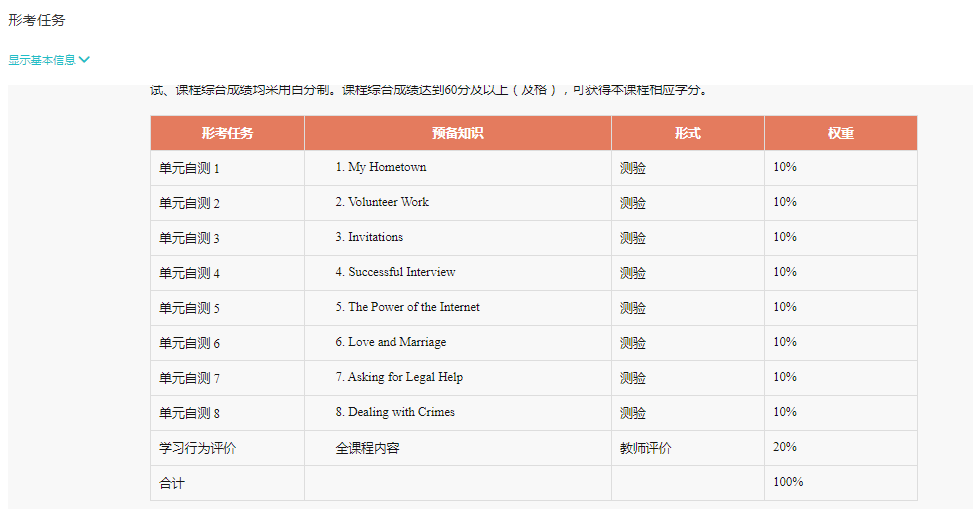 形考任务
显示基本信息
试、课程综合成绩均采用百分制。课程综合成绩达到60分及以上（及格），可获得本课程相应学分。
形考任务 预备知识 形式 权重
单元自测 1 1. My Hometown 测验 10%
单元自测 2 2. Volunteer Work 测验 10%
单元自测 3 3. Invitations 测验 10%
单元自测 4 4. Successful Interview 测验 10%
单元自测 5 5. The Power of the Internet 测验 10%
单元自测 6 6. Love and Marriage 测验 10%
单元自测 7 7. Asking for Legal Help 测验 10%
单元自测 8 8. Dealing with Crimes 测验 10%
学习行为评价 全课程内容 教师评价 20%
合计 100%